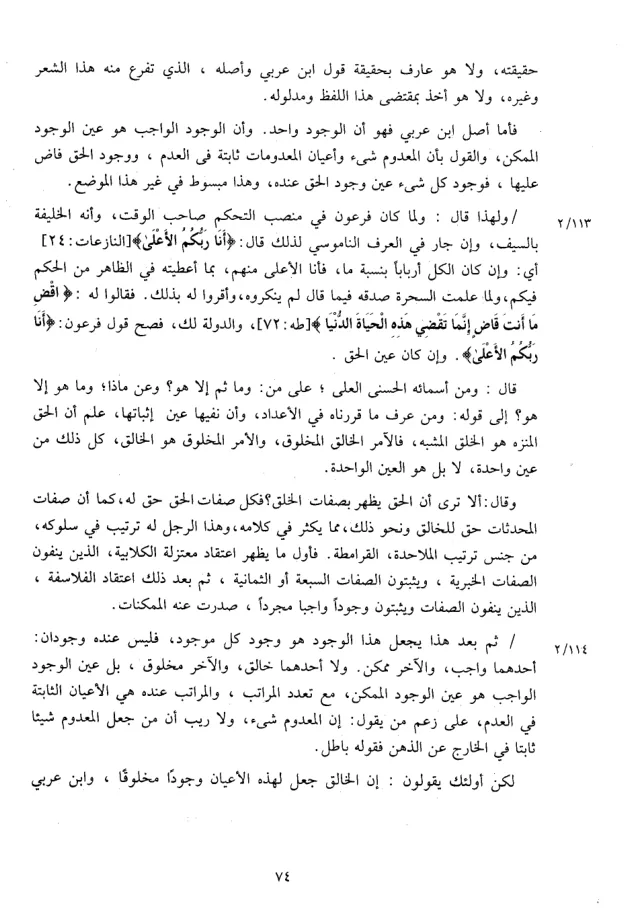 حقيقته، ولا هو عارف بحقيقة قول ابن عربي وأصله ، الذي تفرع منه هذا الشعر
وغيره، ولا هو أخذ بمقتضى هذا اللفظ ومدلوله.
فأما أصل ابن عربي فهو أن الوجود واحد. وأن الوجود الواجب هو عين الوجود
الممكن، والقول بأن المعدوم شىء وأعيان المعدومات ثابتة فى العدم ، ووجود الحق فاض
عليها ، فوجود كل شىء عين وجود الحق عنده، وهذا مبسوط في غير هذا الموضع.
٢/١١٣ / ولهذا قال : ولما كان فرعون في منصب التحكم صاحب الوقت، وأنه الخليفة
بالسيف، وإن جار في العرف الناموسي لذلك قال: ﴿أَنَا رَبُّكُمُ الأَعْلَىٰ﴾[النازعات:٢٤]
أي: وإن كان الكل أرباباً بنسبة ما، فأنا الأعلى منهم، بما أعطيته في الظاهر من الحكم
فيكم، ولما علمت السحرة صدقه فيما قال لم ينكروه، وأقروا له بذلك. فقالوا له : ﴿ اقْضِ
مَا أَنتَ قَاضٍ إِنَّمَا تَقْضِي هَذِهِ الْحَيَاةَ الدُّنْيَا ﴾[طه:٧٢]، والدولة لك، فصح قول فرعون: ﴿أَنَا
رَبُّكُمُ الأَعْلَىٰ﴾ . وإن كان عين الحق .
قال : ومن أسمائه الحسنى العلى ؛ على من: وما ثم إلا هو؟ وعن ماذا؛ وما هو إلا
هو؟ إلى قوله: ومن عرف ما قررناه في الأعداد، وأن نفيها عين إثباتها، علم أن الحق
المنزه هو الخلق المشبه، فالأمر الخالق المخلوق، والأمر المخلوق هو الخالق، كل ذلك من
عين واحدة، لا بل هو العين الواحدة.
وقال: ألا ترى أن الحق يظهر بصفات الخلق؟فكل صفات الحق حق له، كما أن صفات
المحدثات حق للخالق ونحو ذلك، مما يكثر في كلامه، وهذا الرجل له ترتيب في سلوكه،
من جنس ترتيب الملاحدة، القرامطة. فأول ما يظهر اعتقاد معتزلة الكلابية، الذين ينفون
الصفات الخبرية ، ويثبتون الصفات السبعة أو الثمانية ، ثم بعد ذلك اعتقاد الفلاسفة ،
الذين ينفون الصفات ويثبتون وجوداً واجبا مجرداً ، صدرت عنه الممكنات.
٢/١١٤ / ثم بعد هذا يجعل هذا الوجود هو وجود كل موجود، فليس عنده وجودان:
أحدهما واجب، والآخر ممكن. ولا أحدهما خالق، والآخر مخلوق ، بل عين الوجود
الواجب هو عين الوجود الممكن، مع تعدد المراتب ، والمراتب عنده هي الأعيان الثابتة
في العدم، على زعم من يقول: إن المعدوم شىء، ولا ريب أن من جعل المعدوم شيئا
ثابتا في الخارج عن الذهن فقوله باطل.
لكن أولئك يقولون : إن الخالق جعل لهذه الأعيان وجودًا مخلوقًا ، وابن عربي
٧٤